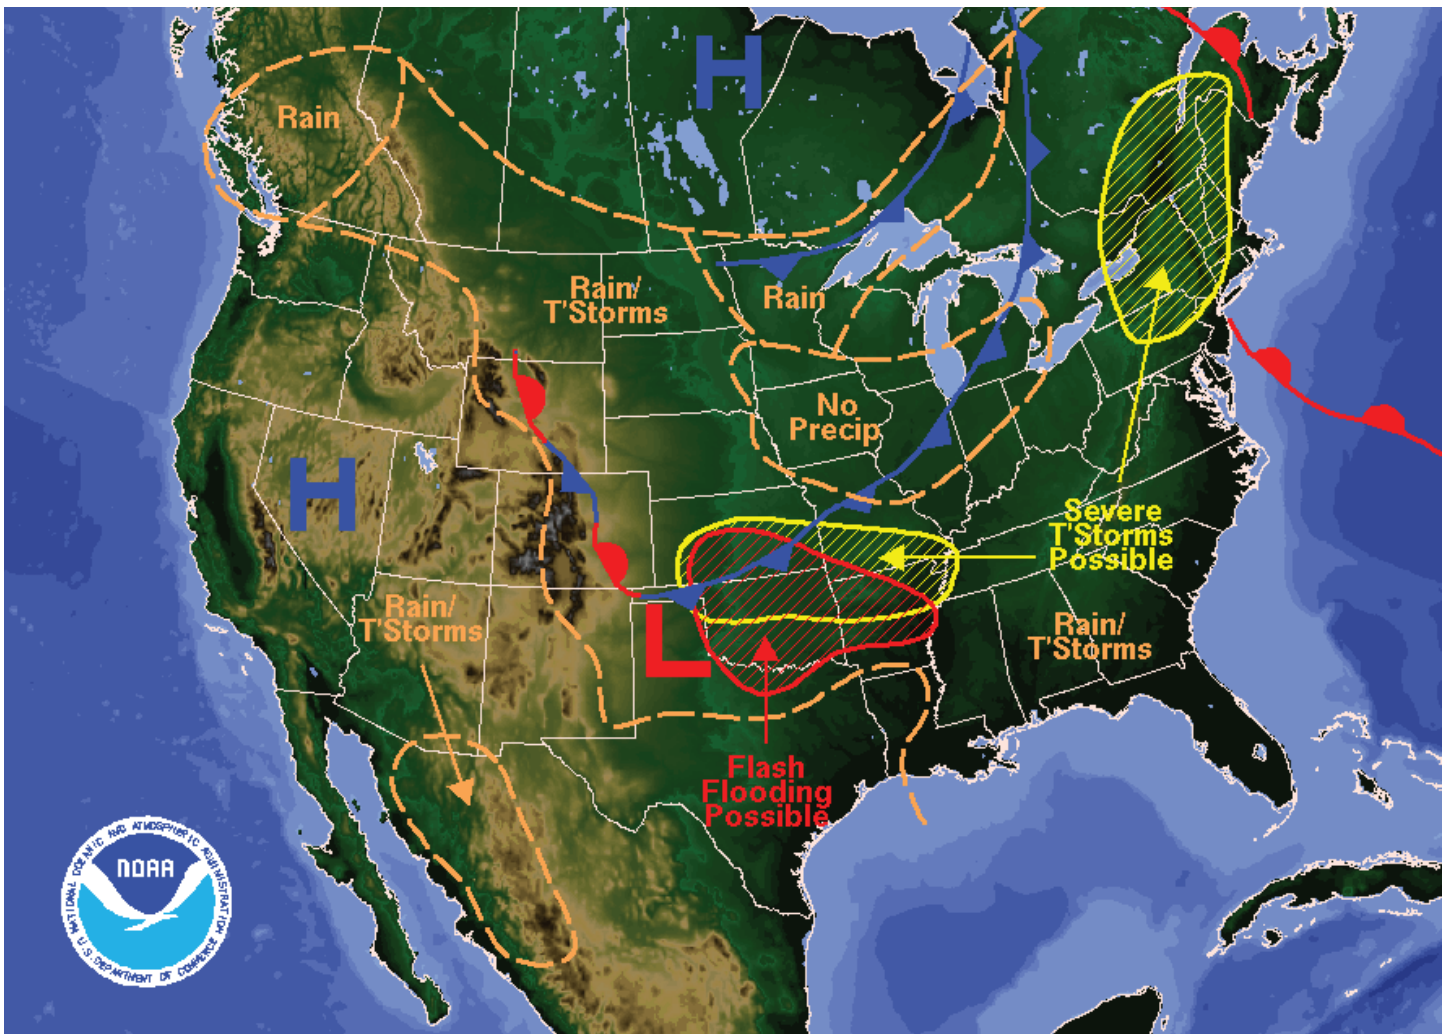 H
Rain
Rain/
T'Storms
Rain
No
Precip
H
Severe
T'Storms
Possible
Rain/
T'Storms
L
Rain/
T'Storms
Flash
Flooding
Possible
NATIONAL OCEANIC AND ATMOSPHERIC ADMINISTRATION
NOAA
U.S. DEPARTMENT OF COMMERCE